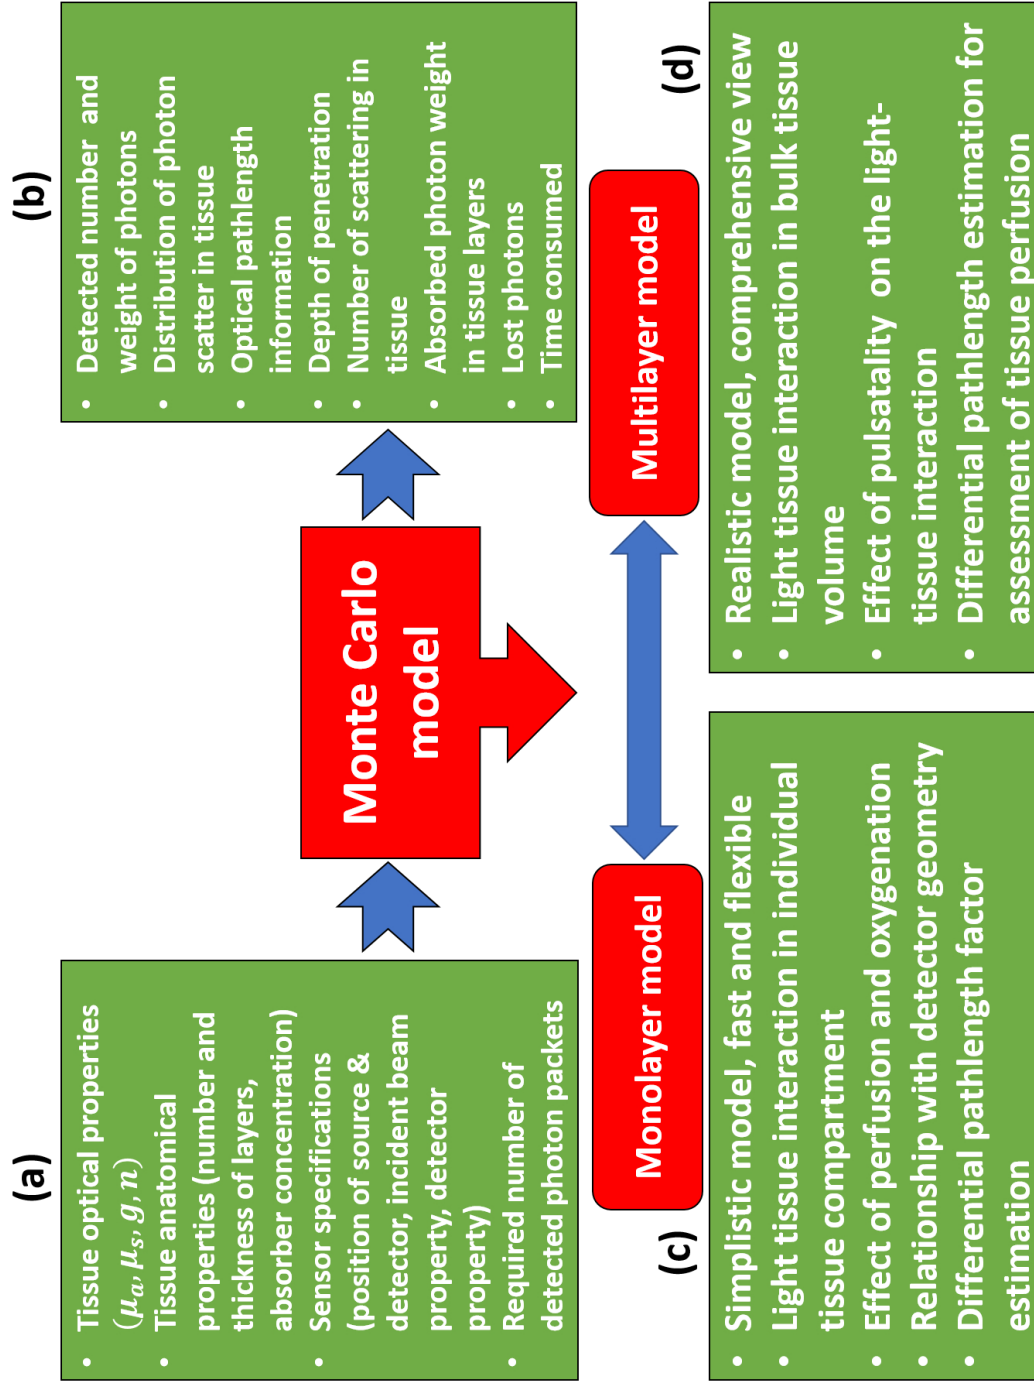 (a)
• Tissue optical properties
(μa, μs, g, n)
• Tissue anatomical
properties (number and
thickness of layers,
absorber concentration)
• Sensor specifications
(position of source &
detector, incident beam
property, detector
property)
• Required number of
detected photon packets
Monte Carlo
model
(b)
• Detected number and
weight of photons
• Distribution of photon
scatter in tissue
• Optical pathlength
information
• Depth of penetration
• Number of scattering in
tissue
• Absorbed photon weight
in tissue layers
• Lost photons
• Time consumed
(c)
Monolayer model
• Simplistic model, fast and flexible
• Light tissue interaction in individual
tissue compartment
• Effect of perfusion and oxygenation
• Relationship with detector geometry
• Differential pathlength factor
estimation
Multilayer model
(d)
• Realistic model, comprehensive view
• Light tissue interaction in bulk tissue
volume
• Effect of pulsatality on the light-
tissue interaction
• Differential pathlength estimation for
assessment of tissue perfusion